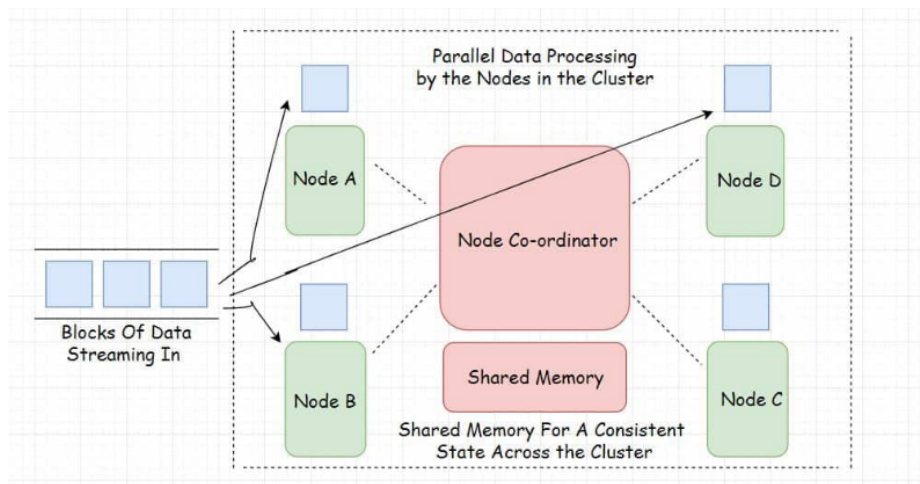 Parallel Data Processing
by the Nodes in the Cluster
Node A
Node D
Node Co-ordinator
Blocks Of Data
Streaming In
Node B
Shared Memory
Node C
Shared Memory For A Consistent
State Across the Cluster